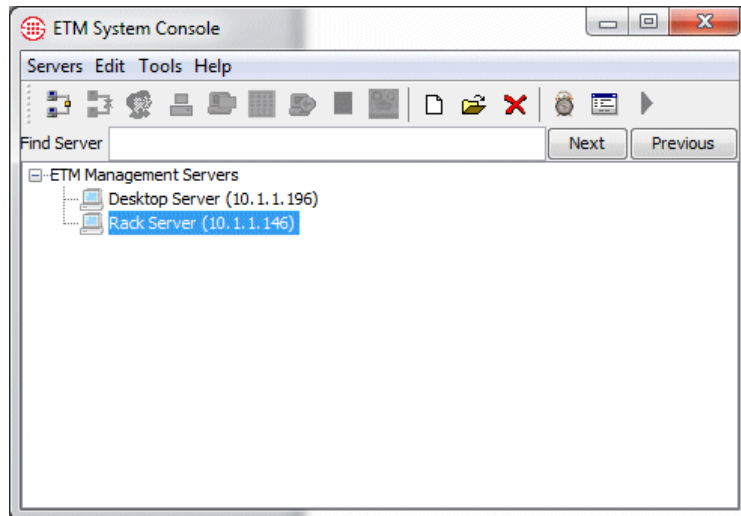 ETM System Console
Servers Edit Tools Help
Find Server Next Previous
ETM Management Servers
Desktop Server (10.1.1.196)
Rack Server (10.1.1.146)